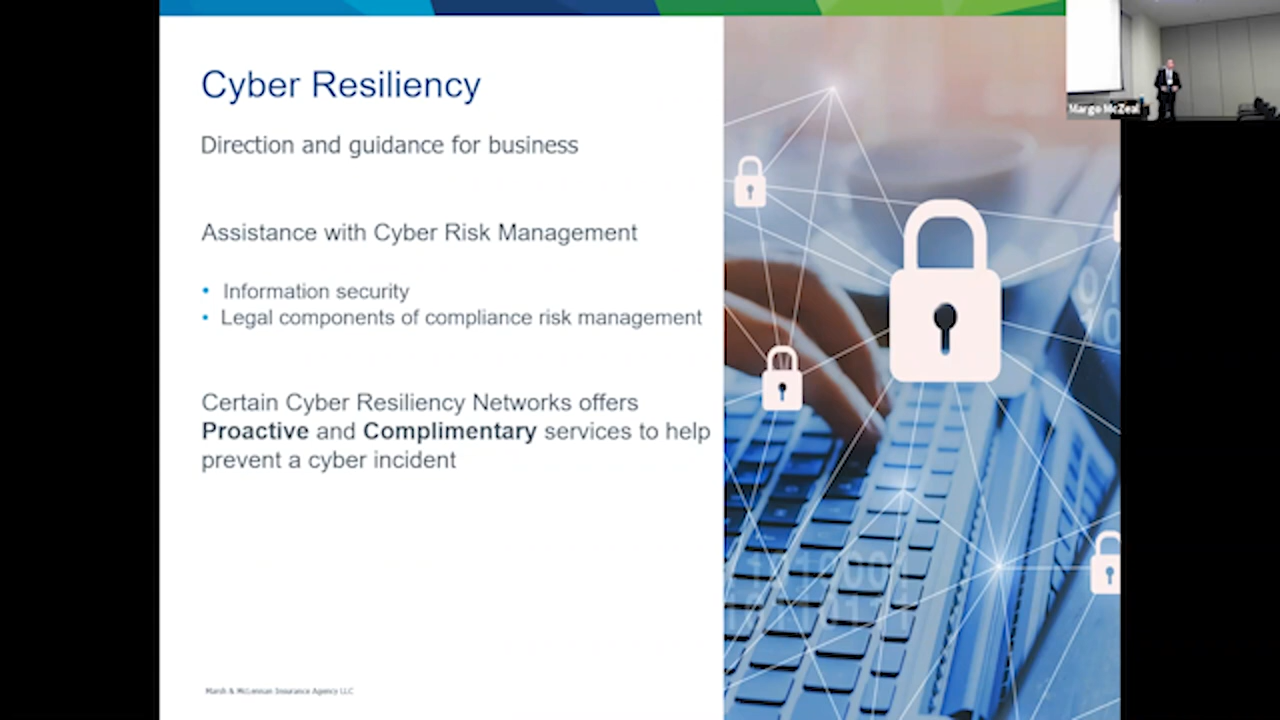 Cyber Resiliency
Direction and guidance for business
Assistance with Cyber Risk Management
• Information security
• Legal components of compliance risk management
Certain Cyber Resiliency Networks offers
Proactive and Complimentary services to help
prevent a cyber incident
Marsh & McLennan Insurance Agency LLC
Margo McZeal